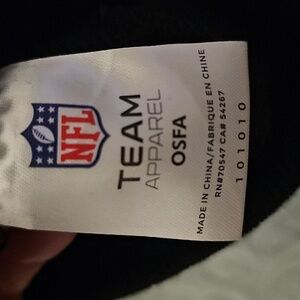 NFL
TEAM
APPAREL
OSFA
MADE IN CHINA/FABRIQUE EN CHINE
RN#70547 CA# 54267
101010